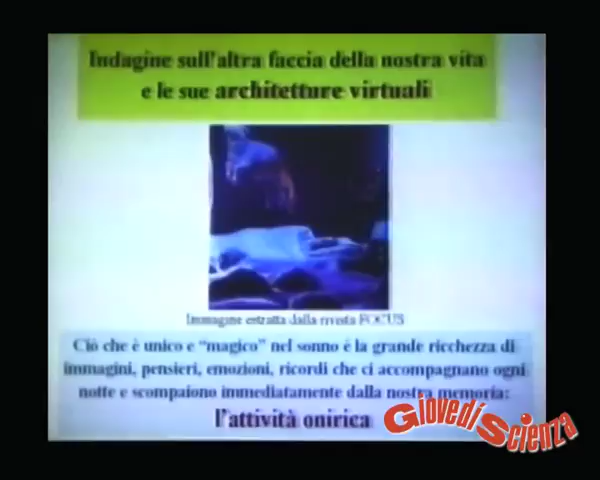 Indagine sull'altra faccia della nostra vita
e le sue architetture virtuali
Immagine estratta dalla rivista FOCUS
Ciò che è unico e “magico” nel sonno è la grande ricchezza di
immagini, pensieri, emozioni, ricordi che ci accompagnano ogni
notte e scompaiono immediatamente dalla nostra memoria:
l'attività onirica
GiovedìScienza